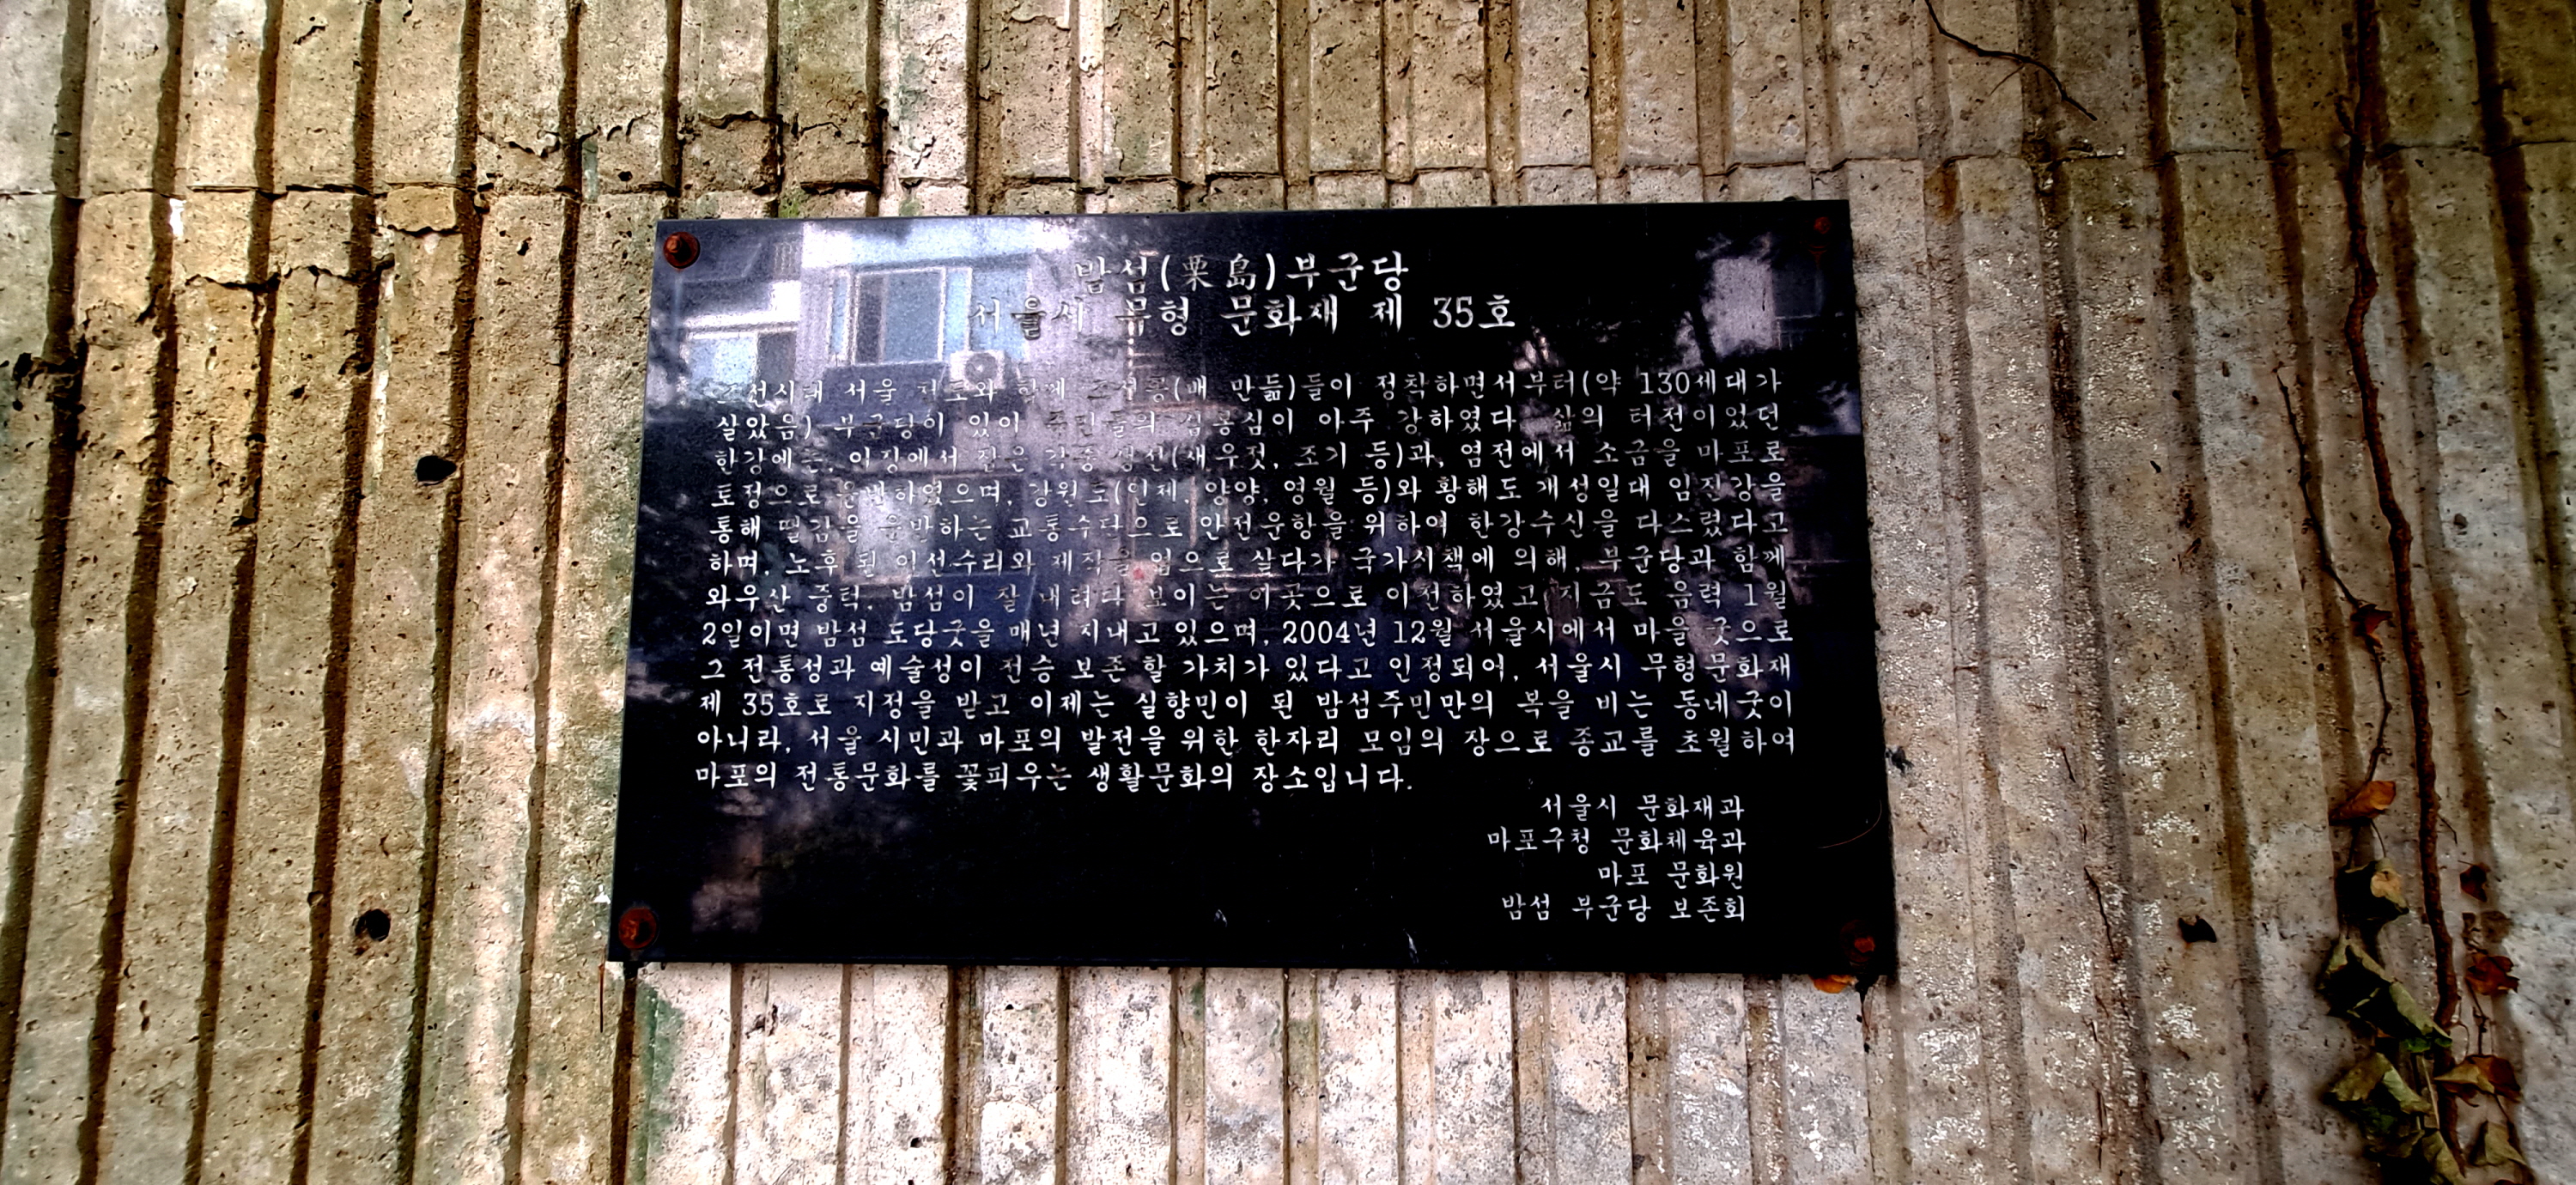 밤섬(栗島)부군당
서울시 무형 문화재 제 35호
조선시대 서울 천도와 함께 조선공(배 만듦)들이 정착하면서부터(약 130세대가
살았음) 부군당이 있어 주민들의 섬공심이 아주 강하였다. 삶의 터전이었던
한강에는, 어장에서 잡은 각종 생선(새우젓, 조기 등)과, 염전에서 소금을 마포로
토정으로 운반하였으며, 강원도(인제, 양양, 영월 등)와 황해도 개성일대 임진강을
통해 땔감을 운반하는 교통수단으로 안전운항을 위하여 한강수신을 다스렸다고
하며, 노후 된 어선수리와 제작을 업으로 살다가 국가시책에 의해, 부군당과 함께
와우산 중턱, 밤섬이 잘 내려다 보이는 이곳으로 이전하였고 지금도 음력 1월
2일이면 밤섬 도당굿을 매년 지내고 있으며, 2004년 12월 서울시에서 마을 굿으로
그 전통성과 예술성이 전승 보존 할 가치가 있다고 인정되어, 서울시 무형문화재
제 35호로 지정을 받고 이제는 실향민이 된 밤섬주민만의 복을 비는 동네굿이
아니라, 서울 시민과 마포의 발전을 위한 한자리 모임의 장으로 종교를 초월하여
마포의 전통문화를 꽃피우는 생활문화의 장소입니다.
서울시 문화재과
마포구청 문화체육과
마포 문화원
밤섬 부군당 보존회